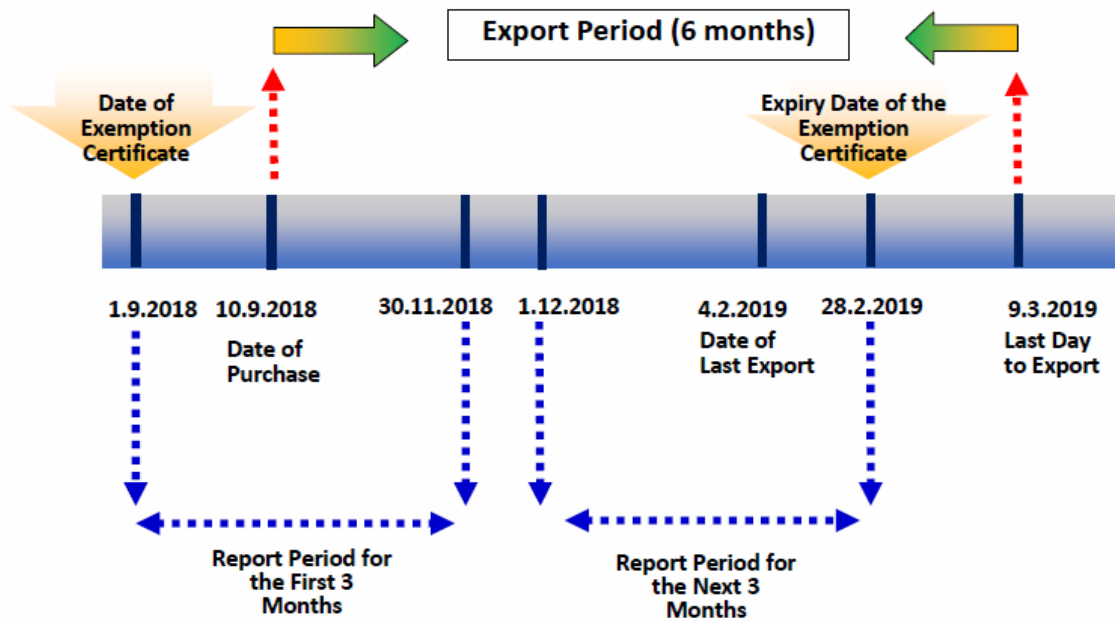 Export Period (6 months)
Date of
Exemption
Certificate
Expiry Date of the
Exemption
Certificate
1.9.2018
10.9.2018
30.11.2018
1.12.2018
4.2.2019
28.2.2019
9.3.2019
Date of
Purchase
Date of
Last Export
Last Day
to Export
Report Period for
the First 3
Months
Report Period for
the Next 3
Months